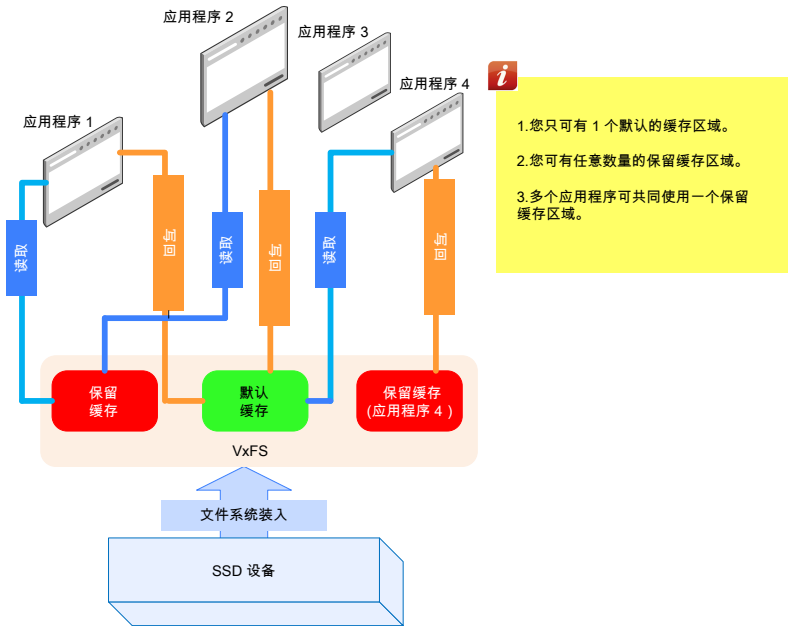 应用程序 2
应用程序 3
应用程序 4
应用程序 1
i
1.您只可有 1 个默认的缓存区域。
2.您可有任意数量的保留缓存区域。
3.多个应用程序可共同使用一个保留
缓存区域。
读取
回写
读取
回写
读取
回写
保留
缓存
默认
缓存
保留缓存
(应用程序 4 )
VxFS
文件系统装入
SSD 设备